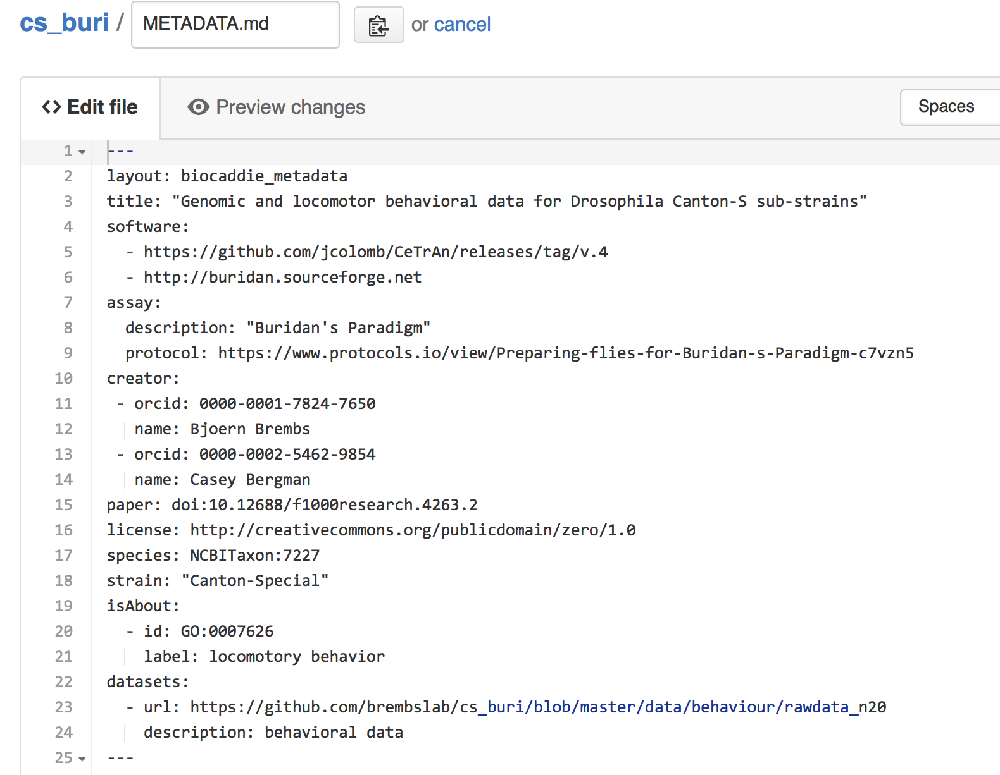 cs_buri / METADATA.md or cancel
Edit file Preview changes Spaces
1 ---
2 layout: biocaddie_metadata
3 title: "Genomic and locomotor behavioral data for Drosophila Canton-S sub-strains"
4 software:
5   - https://github.com/jcolomb/CeTrAn/releases/tag/v.4
6   - http://buridan.sourceforge.net
7 assay:
8   description: "Buridan's Paradigm"
9   protocol: https://www.protocols.io/view/Preparing-flies-for-Buridan-s-Paradigm-c7vzn5
10 creator:
11  - orcid: 0000-0001-7824-7650
12    name: Bjoern Brembs
13  - orcid: 0000-0002-5462-9854
14    name: Casey Bergman
15 paper: doi:10.12688/f1000research.4263.2
16 license: http://creativecommons.org/publicdomain/zero/1.0
17 species: NCBITaxon:7227
18 strain: "Canton-Special"
19 isAbout:
20   - id: GO:0007626
21     label: locomotory behavior
22 datasets:
23   - url: https://github.com/brembslab/cs_buri/blob/master/data/behaviour/rawdata_n20
24     description: behavioral data
25 ---